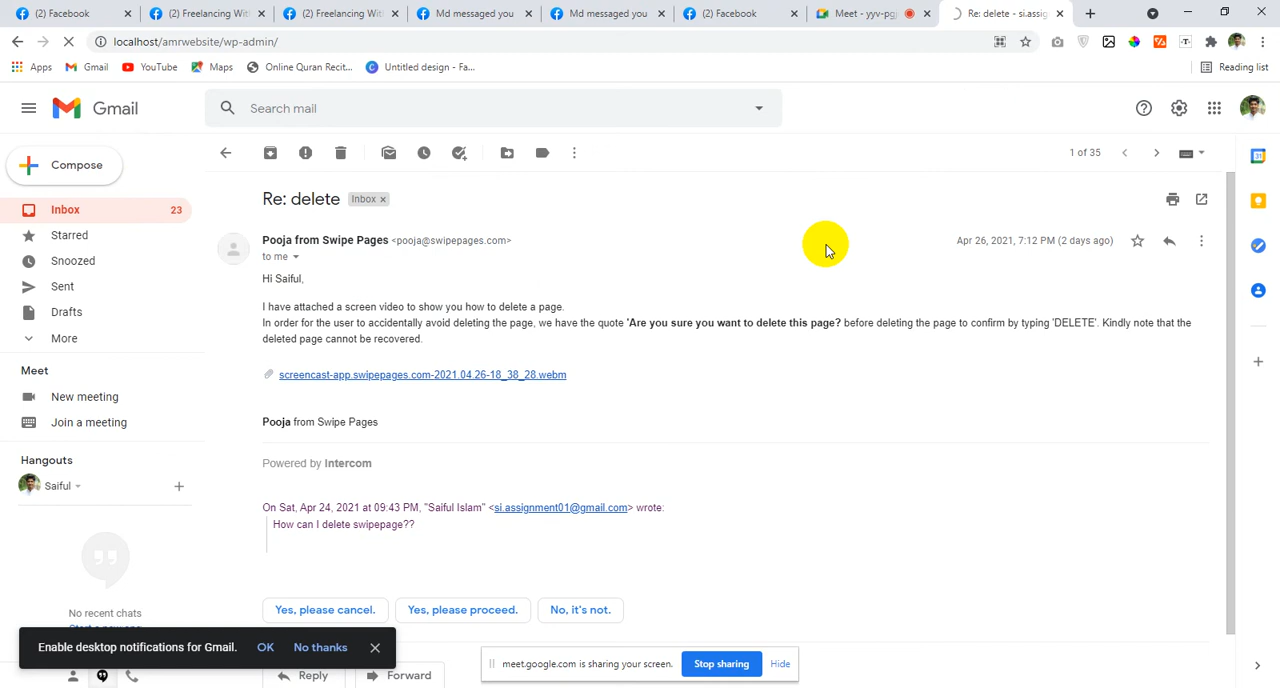 (2) Facebook
(2) Freelancing Wit
(2) Freelancing Wit
Md messaged you
Md messaged you
(2) Facebook
Meet - yyv-pg
Re: delete - si.assig
localhost/amrwebsite/wp-admin/
Apps
Gmail
YouTube
Maps
Online Quran Recit...
Untitled design - Fa...
Reading list
Gmail
Search mail
Compose
1 of 35
Inbox 23
Starred
Snoozed
Sent
Drafts
More
Meet
New meeting
Join a meeting
Hangouts
Saiful
No recent chats
Re: delete Inbox ×
Pooja from Swipe Pages <pooja@swipepages.com>
Apr 26, 2021, 7:12 PM (2 days ago)
to me
Hi Saiful,
I have attached a screen video to show you how to delete a page.
In order for the user to accidentally avoid deleting the page, we have the quote 'Are you sure you want to delete this page? before deleting the page to confirm by typing 'DELETE'. Kindly note that the
deleted page cannot be recovered.
screencast-app.swipepages.com-2021.04.26-18_38_28.webm
Pooja from Swipe Pages
Powered by Intercom
On Sat, Apr 24, 2021 at 09:43 PM, "Saiful Islam" <si.assignment01@gmail.com> wrote:
How can I delete swipepage??
Yes, please cancel.
Yes, please proceed.
No, it's not.
Enable desktop notifications for Gmail. OK No thanks
Reply
Forward
meet.google.com is sharing your screen. Stop sharing Hide